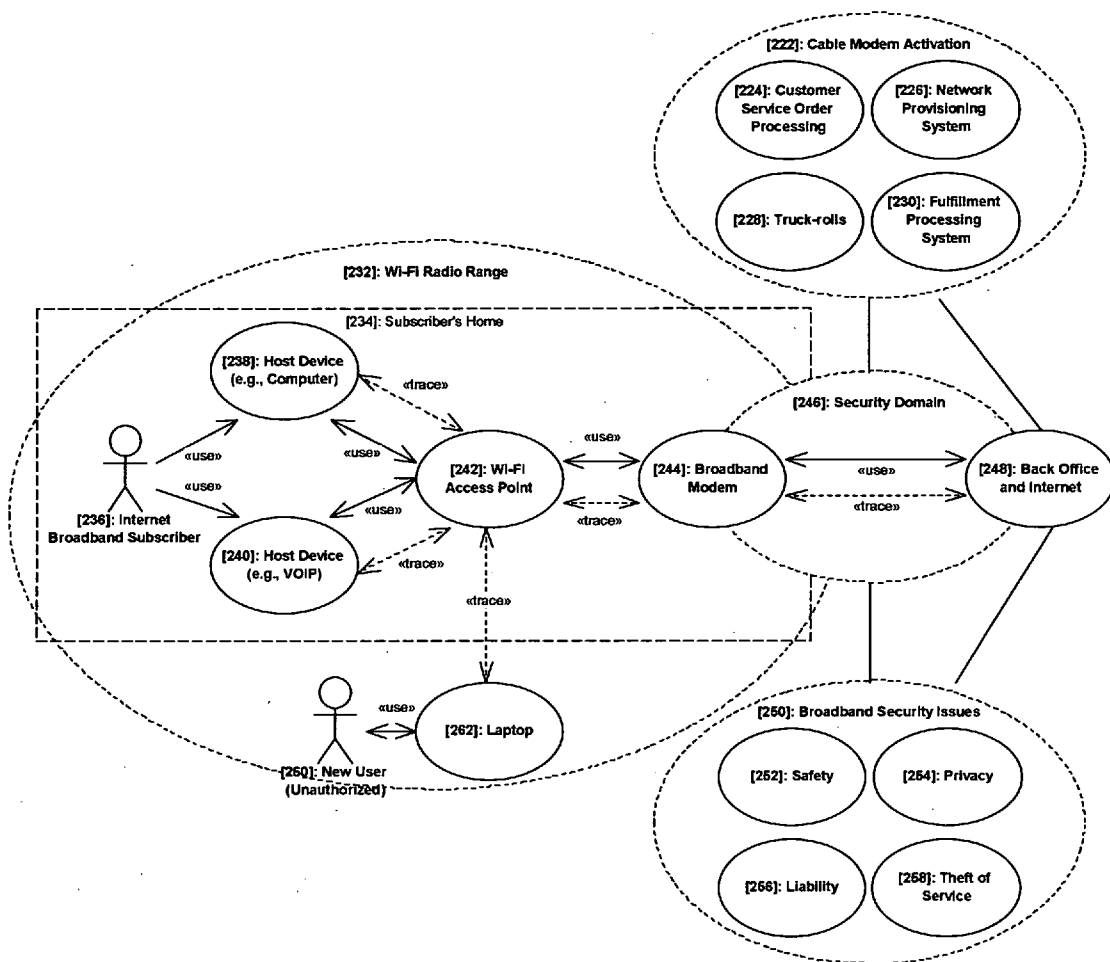 [222]: Cable Modem Activation
[224]: Customer
Service Order
Processing
[226]: Network
Provisioning
System
[228]: Truck-rolls
[230]: Fulfillment
Processing
System
[232]: Wi-Fi Radio Range
[234]: Subscriber's Home
[238]: Host Device
(e.g., Computer)
«trace»
«use»
«use»
[236]: Internet
Broadband Subscriber
«use»
«use»
[240]: Host Device
(e.g., VOIP)
«trace»
[242]: Wi-Fi
Access Point
«use»
«trace»
[244]: Broadband
Modem
[246]: Security Domain
«use»
«trace»
[248]: Back Office
and Internet
«trace»
[260]: New User
(Unauthorized)
«use»
[262]: Laptop
[250]: Broadband Security Issues
[252]: Safety
[254]: Privacy
[256]: Liability
[258]: Theft of
Service